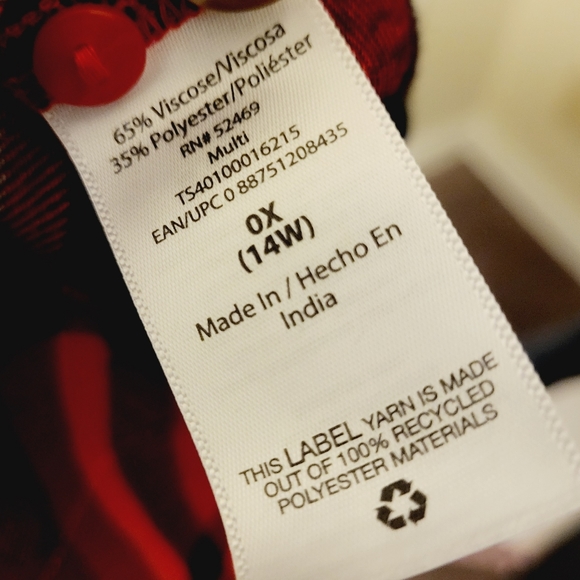 65% Viscose/Viscosa
35% Polyester/Poliéster
RN# 52469
Multi
TS40100016215
EAN/UPC 0 88751208435
0X
(14W)
Made In / Hecho En
India
THIS LABEL YARN IS MADE
OUT OF 100% RECYCLED
POLYESTER MATERIALS